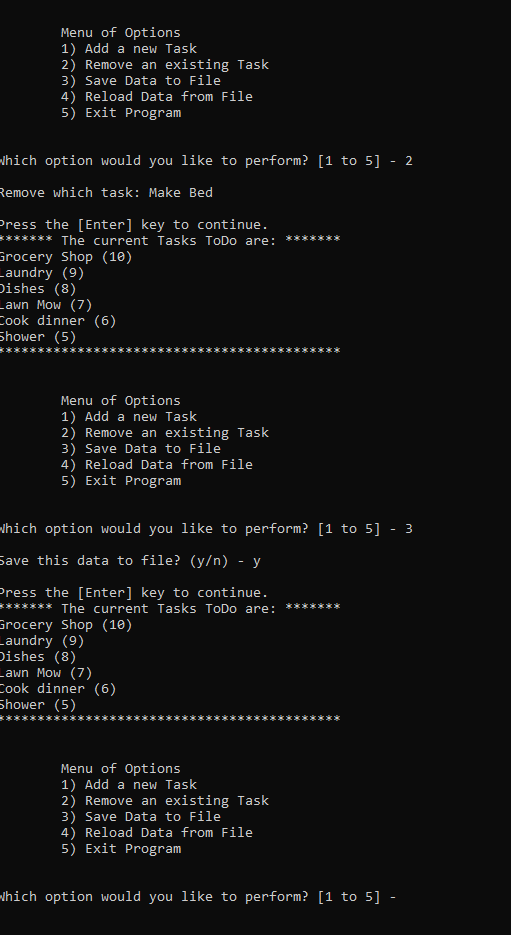 Menu of Options
1) Add a new Task
2) Remove an existing Task
3) Save Data to File
4) Reload Data from File
5) Exit Program
Which option would you like to perform? [1 to 5] - 2
Remove which task: Make Bed
Press the [Enter] key to continue.
******* The current Tasks ToDo are: *******
Grocery Shop (10)
Laundry (9)
Dishes (8)
Lawn Mow (7)
Cook dinner (6)
Shower (5)
*******************************************
Menu of Options
1) Add a new Task
2) Remove an existing Task
3) Save Data to File
4) Reload Data from File
5) Exit Program
Which option would you like to perform? [1 to 5] - 3
Save this data to file? (y/n) - y
Press the [Enter] key to continue.
******* The current Tasks ToDo are: *******
Grocery Shop (10)
Laundry (9)
Dishes (8)
Lawn Mow (7)
Cook dinner (6)
Shower (5)
*******************************************
Menu of Options
1) Add a new Task
2) Remove an existing Task
3) Save Data to File
4) Reload Data from File
5) Exit Program
Which option would you like to perform? [1 to 5] -